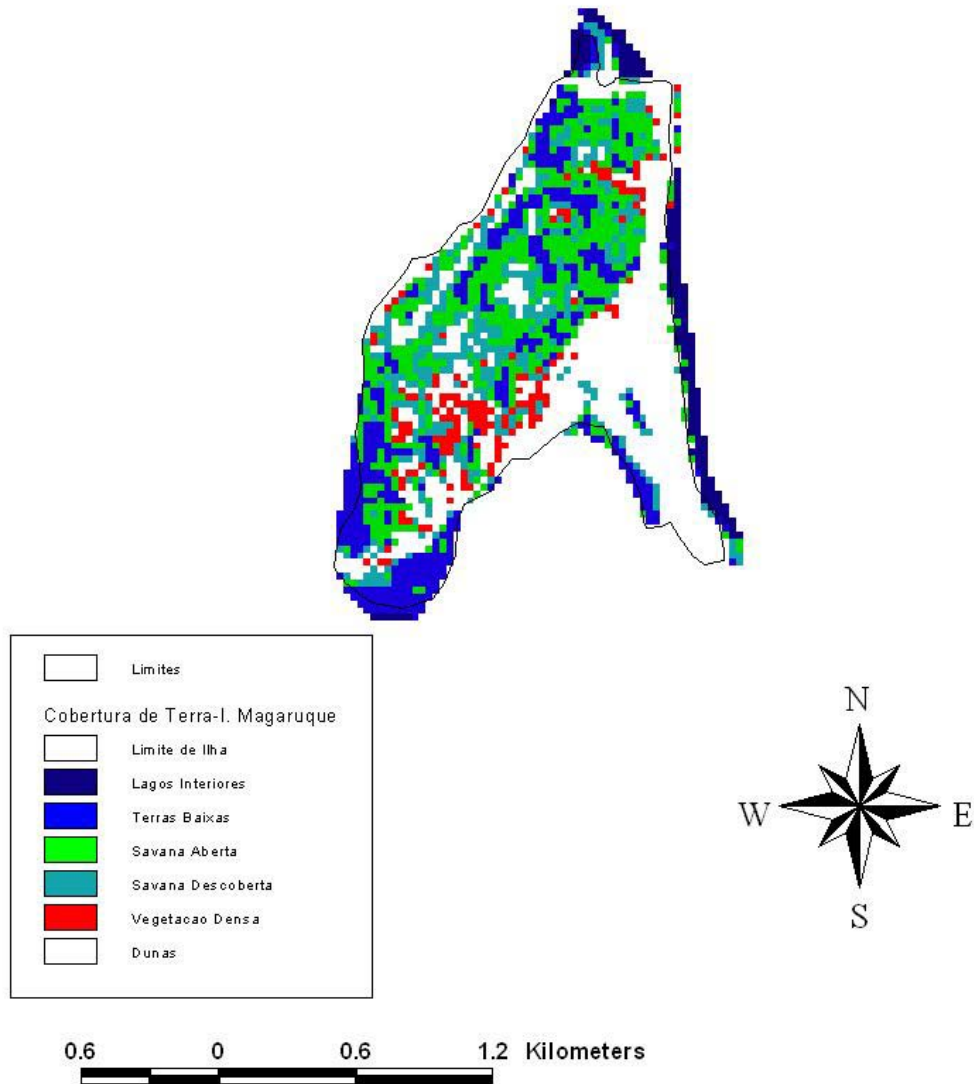 Limites
Cobertura de Terra-I. Magaruque
Limite de Ilha
Lagos Interiores
Terras Baixas
Savana Aberta
Savana Descoberta
Vegetacao Densa
Dunas
N
W E
S
0.6 0 0.6 1.2 Kilometers